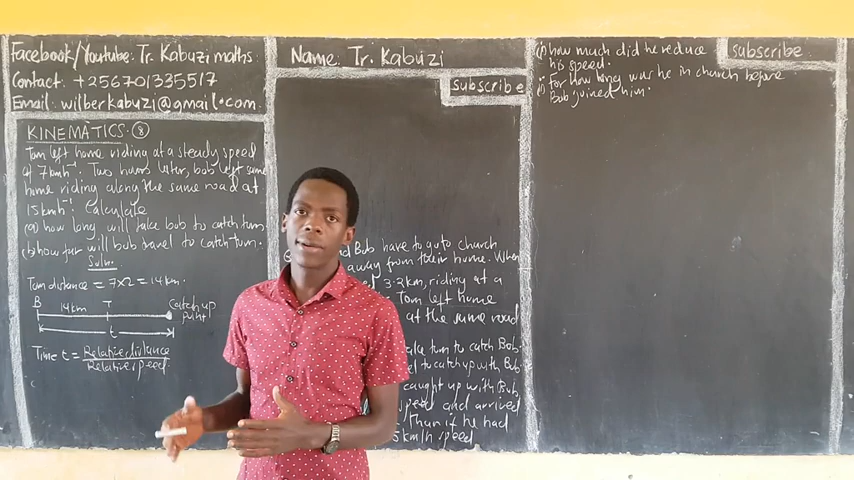 Facebook/Youtube: Tr. Kabuzi maths
Contact: +256701335517
Email: wilberkabuzi@gmail.com
KINEMATICS. ⑧
Tom left home riding at a steady speed
of 7kmh⁻¹. Two hours later, bob left same
home riding along the same road at
15kmh⁻¹. Calculate
(a) how long will take bob to catch tum
(b) how far will bob travel to catch-tum.
Soln.
Tom distance = 7x2 = 14km.
B 14km T Catch up
point
t
Time t = Relative distance
Relative speed
Name: Tr. Kabuzi
subscribe
Bob have to go to church
away from their home. When
3.2km, riding at a
Tom left home
at the same road
take tum to catch Bob.
to catch up with Bob
caught up with Bob
speed and arrived
than if he had
5km/h speed
(i) how much did he reduce
his speed.
(ii) For how long was he in church before
Bob joined him.
subscribe